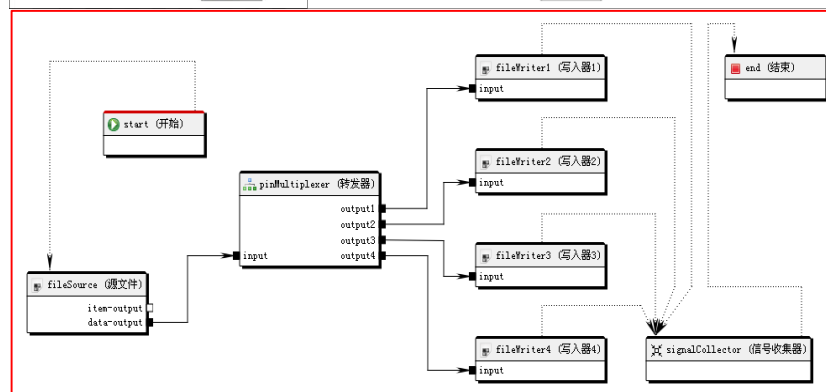 fileWriter1 (写入器1)
input
end (结束)
start (开始)
fileWriter2 (写入器2)
input
pinMultiplexer (转发器)
output1
output2
output3
input output4
fileWriter3 (写入器3)
input
fileSource (源文件)
item-output
data-output
fileWriter4 (写入器4)
input
signalCollector (信号收集器)